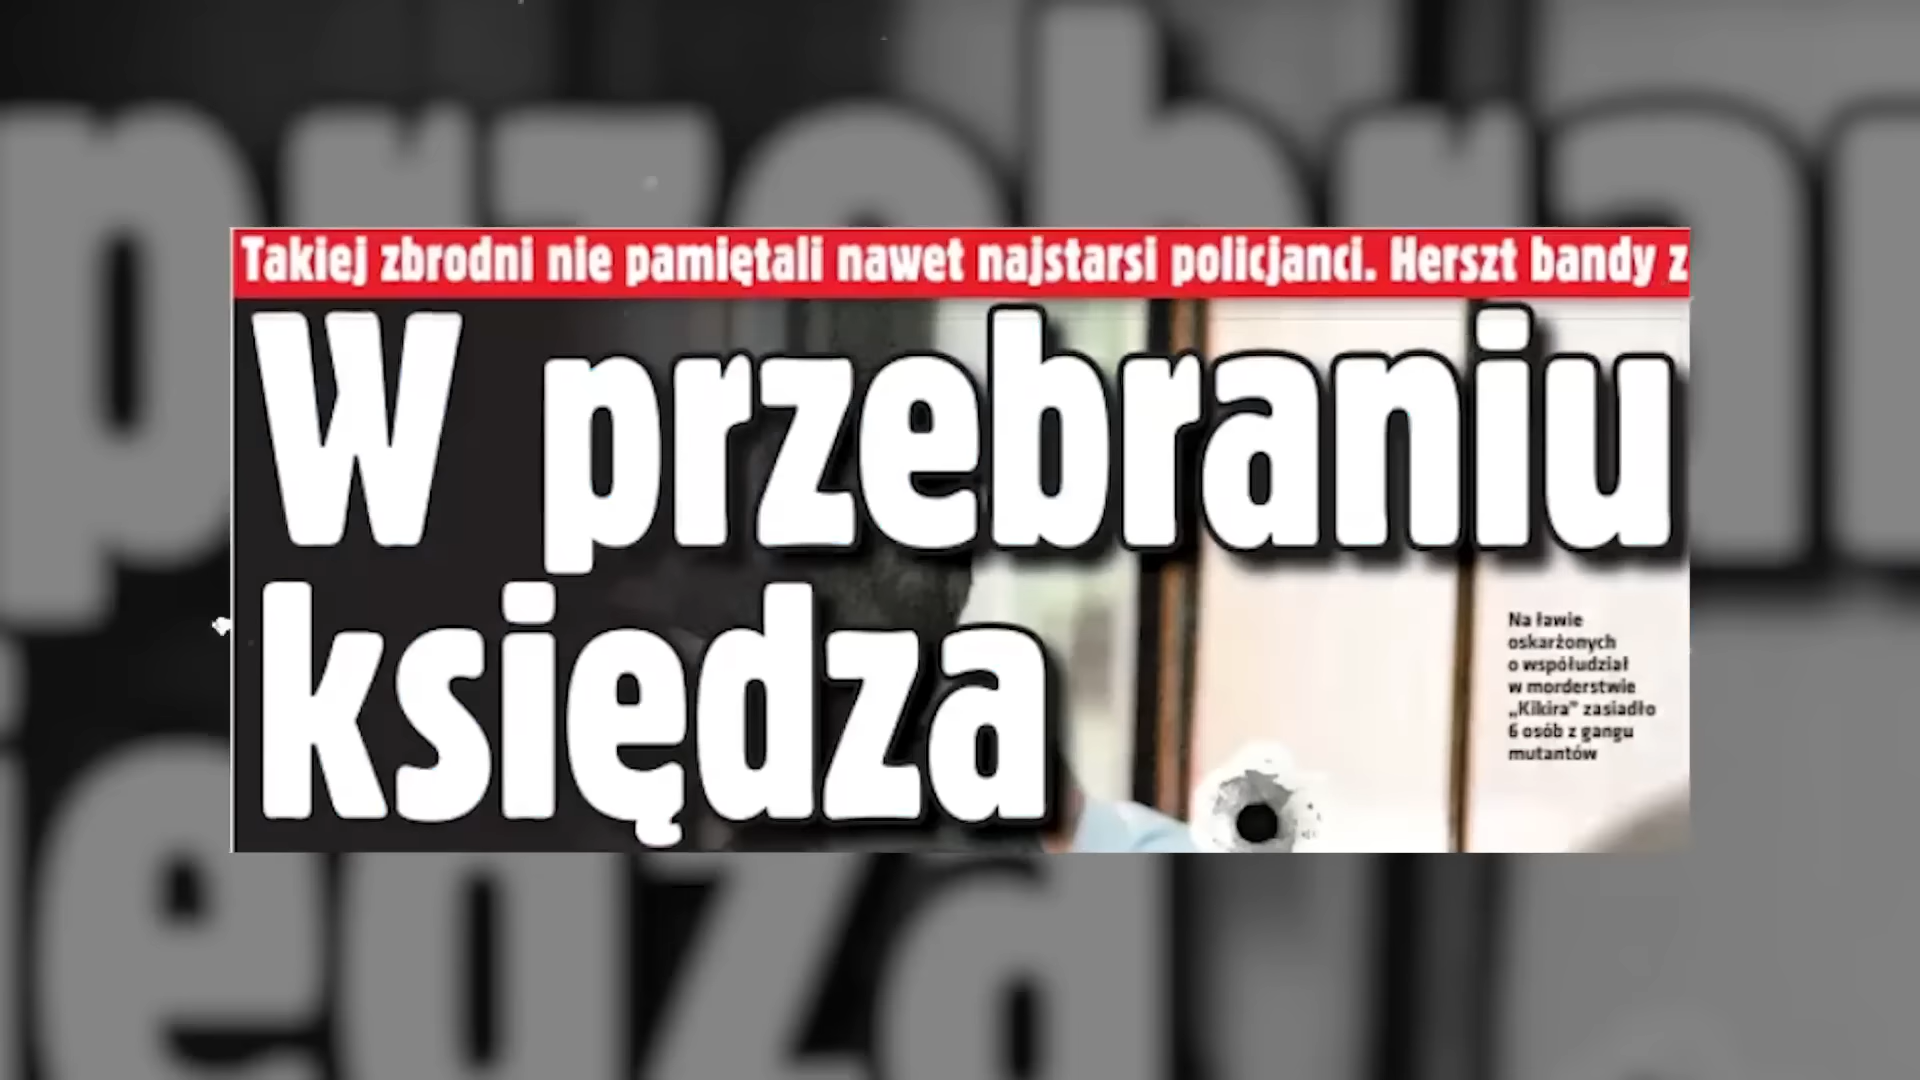 Takiej zbrodni nie pamiętali nawet najstarsi policjanci. Herszt bandy z
W przebraniu
księdza
Na ławie
oskarżonych
o współudział
w morderstwie
„Kikira” zasiadło
6 osób z gangu
mutantów